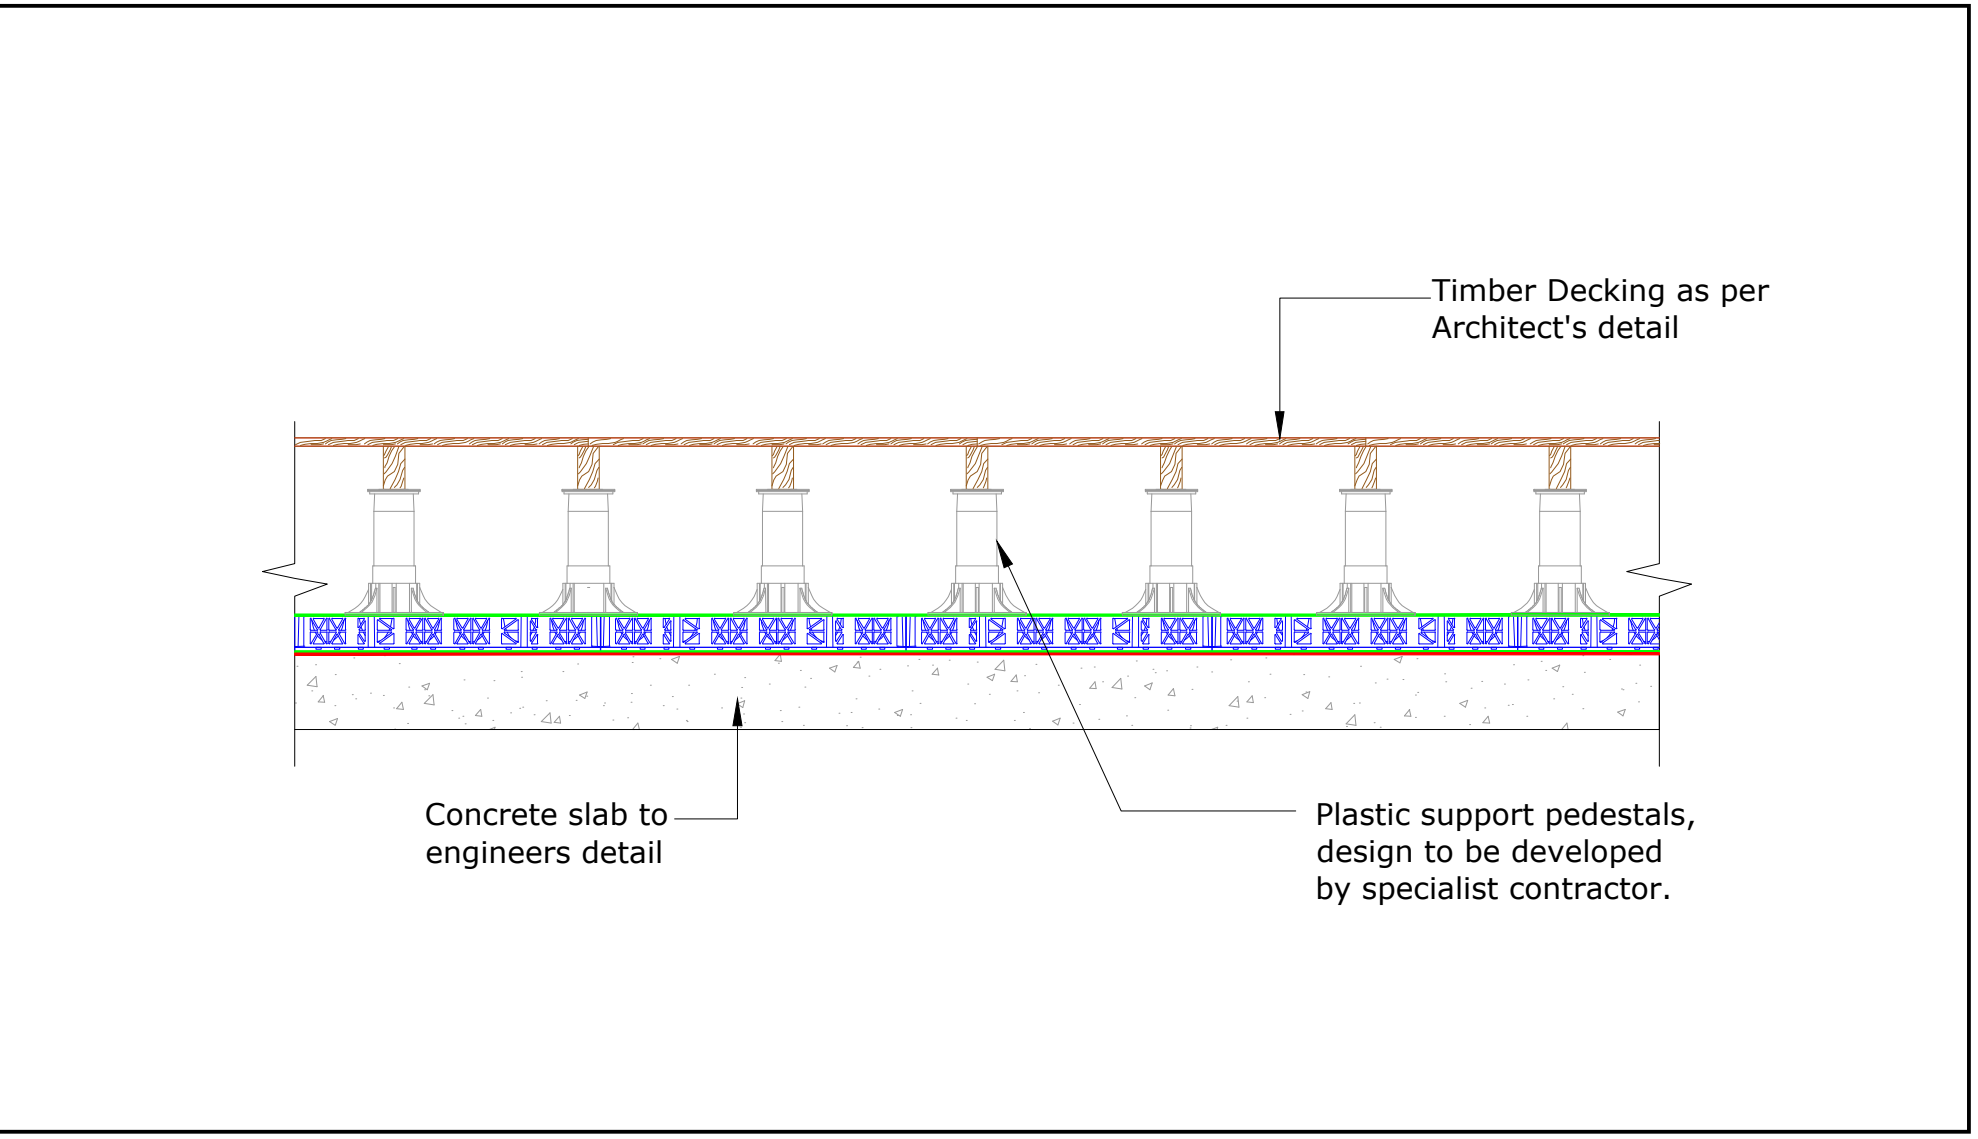 Timber Decking as per
Architect's detail
Concrete slab to
engineers detail
Plastic support pedestals,
design to be developed
by specialist contractor.